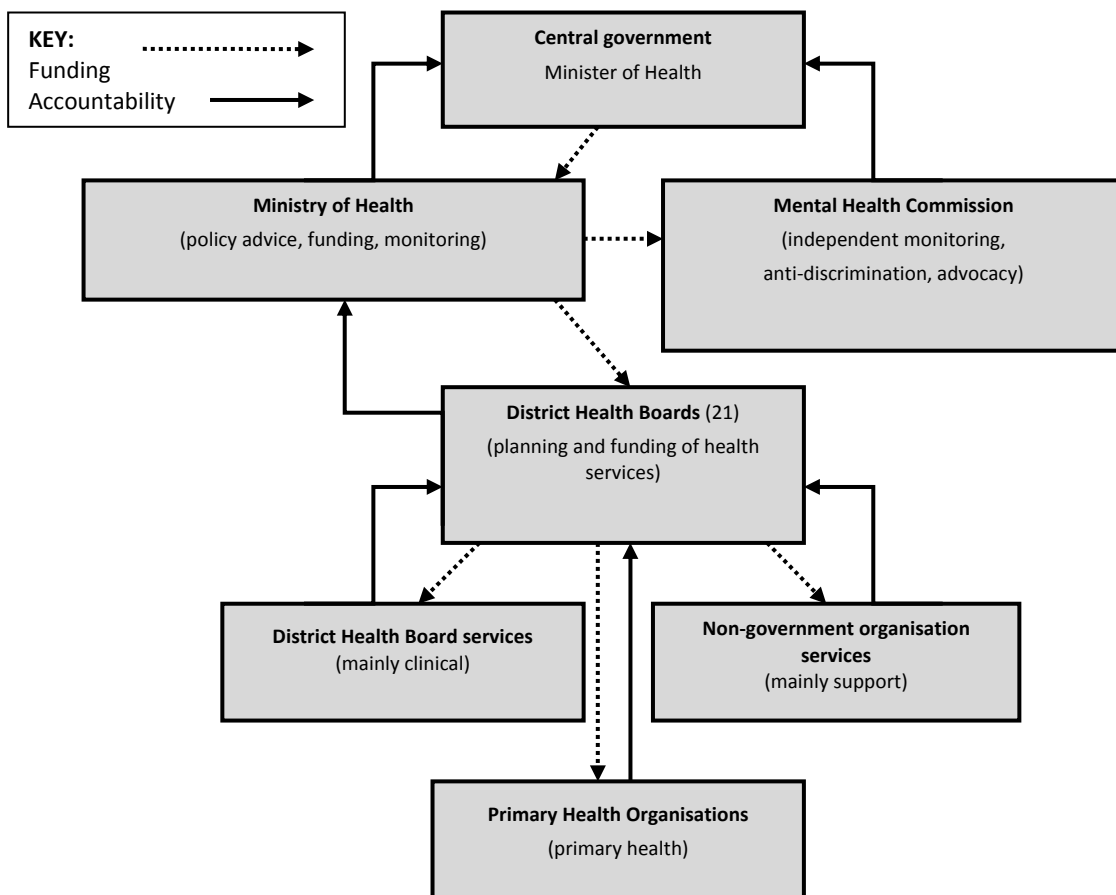 KEY:
Funding
Accountability
Central government
Minister of Health
Ministry of Health
(policy advice, funding, monitoring)
Mental Health Commission
(independent monitoring,
anti-discrimination, advocacy)
District Health Boards (21)
(planning and funding of health
services)
District Health Board services
(mainly clinical)
Non-government organisation
services
(mainly support)
Primary Health Organisations
(primary health)